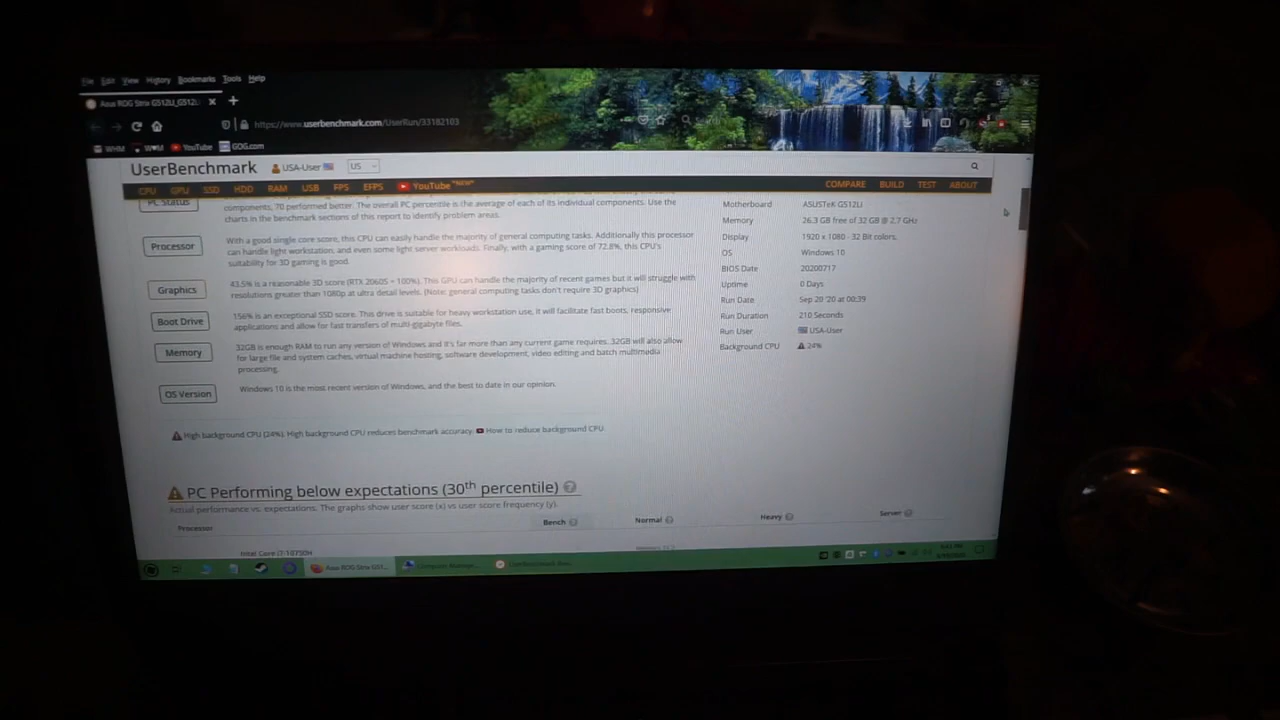 File Edit View History Bookmarks Tools Help
Asus ROG Strix G512LI_G512LI
https://www.userbenchmark.com/UserRun/33182103
WHM YouTube GOG.com
UserBenchmark USA-User US
CPU GPU SSD HDD RAM USB FPS EFPS YouTube *NEW* COMPARE BUILD TEST ABOUT
PC Status
components, 70 performed better. The overall PC percentile is the average of each of its individual components. Use the
charts in the benchmark sections of this report to identify problem areas.
Processor
With a good single core score, this CPU can easily handle the majority of general computing tasks. Additionally this processor
can handle light workstation, and even some light server workloads. Finally, with a gaming score of 72.8%, this CPU's
suitability for 3D gaming is good.
Graphics
43.5% is a reasonable 3D score (RTX 2060S = 100%). This GPU can handle the majority of recent games but it will struggle with
resolutions greater than 1080p at ultra detail levels. (Note: general computing tasks don't require 3D graphics)
Boot Drive
156% is an exceptional SSD score. This drive is suitable for heavy workstation use, it will facilitate fast boots, responsive
applications and allow for fast transfers of multi-gigabyte files.
Memory
32GB is enough RAM to run any version of Windows and it's far more than any current game requires. 32GB will also allow
for large file and system caches, virtual machine hosting, software development, video editing and batch multimedia
processing.
OS Version
Windows 10 is the most recent version of Windows, and the best to date in our opinion.
Motherboard ASUSTeK G512LI
Memory 26.3 GB free of 32 GB @ 2.7 GHz
Display 1920 x 1080 - 32 Bit colors,
OS Windows 10
BIOS Date 20200717
Uptime 0 Days
Run Date Sep 20 '20 at 00:39
Run Duration 210 Seconds
Run User USA-User
Background CPU 24%
High background CPU (24%). High background CPU reduces benchmark accuracy. How to reduce background CPU.
PC Performing below expectations (30th percentile)
Actual performance vs. expectations. The graphs show user score (x) vs user score frequency (y).
Processor Bench Normal Heavy Server
Intel Core i7-10750H
Asus ROG Strix G51... Computer Manage...